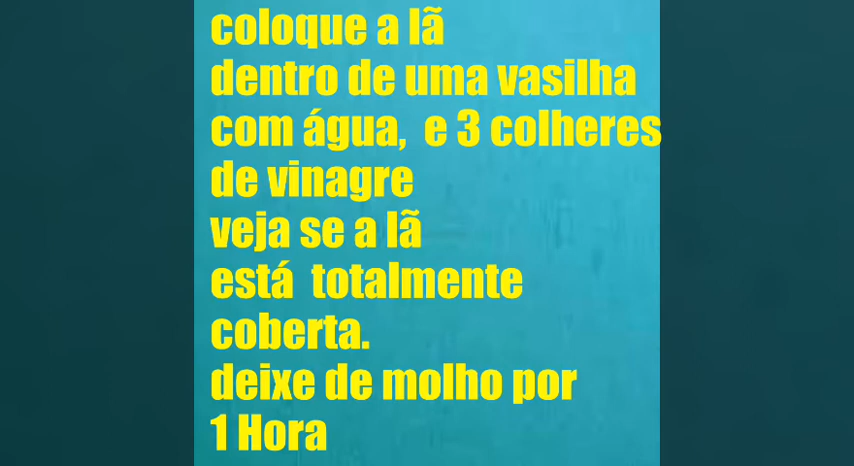 coloque a lã
dentro de uma vasilha
com água,  e 3 colheres
de vinagre
veja se a lã
está  totalmente
coberta.
deixe de molho por
1 Hora